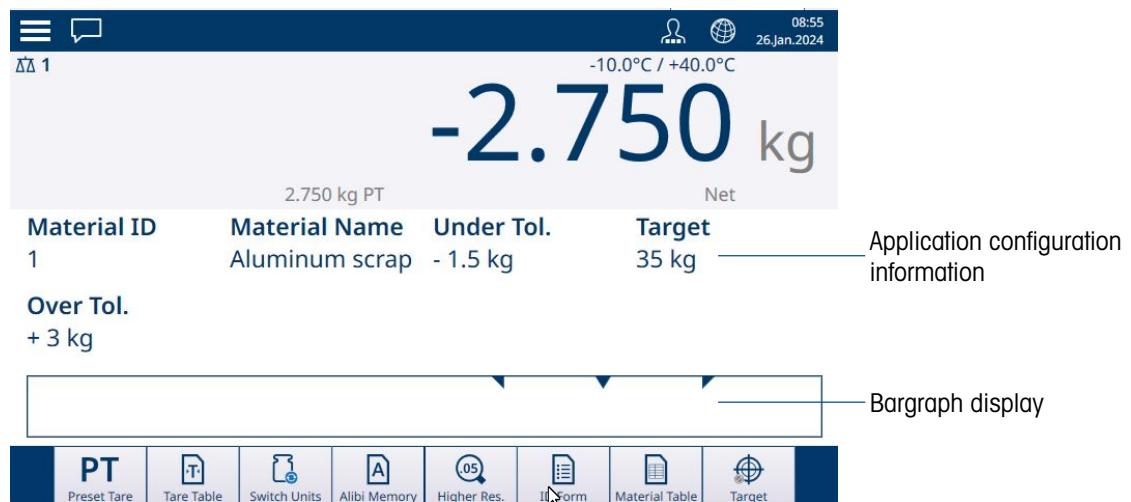 08:55
26.Jan.2024
1
-10.0°C / +40.0°C
-2.750 kg
2.750 kg PT
Net
Material ID
Material Name
Under Tol.
Target
1
Aluminum scrap
- 1.5 kg
35 kg
Application configuration
information
Over Tol.
+ 3 kg
Bargraph display
PT
Preset Tare
T
Tare Table
Switch Units
A
Alibi Memory
.05
Higher Res.
Form
Material Table
Target